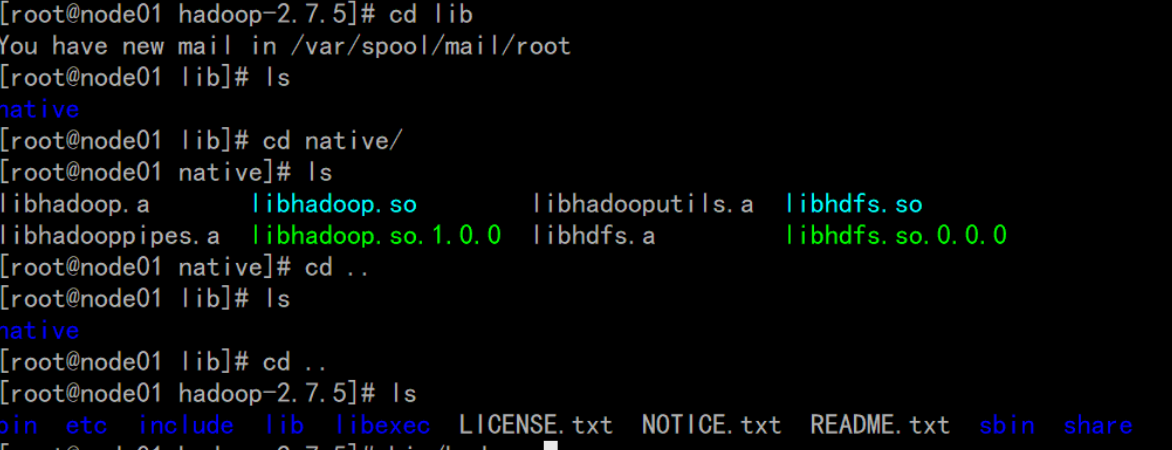 [root@node01 hadoop-2.7.5]# cd lib
You have new mail in /var/spool/mail/root
[root@node01 lib]# ls
native
[root@node01 lib]# cd native/
[root@node01 native]# ls
libhadoop.a libhadoop.so libhadooputils.a libhdfs.so
libhadooppipes.a libhadoop.so.1.0.0 libhdfs.a libhdfs.so.0.0.0
[root@node01 native]# cd ..
[root@node01 lib]# ls
native
[root@node01 lib]# cd ..
[root@node01 hadoop-2.7.5]# ls
bin etc include lib libexec LICENSE.txt NOTICE.txt README.txt sbin share